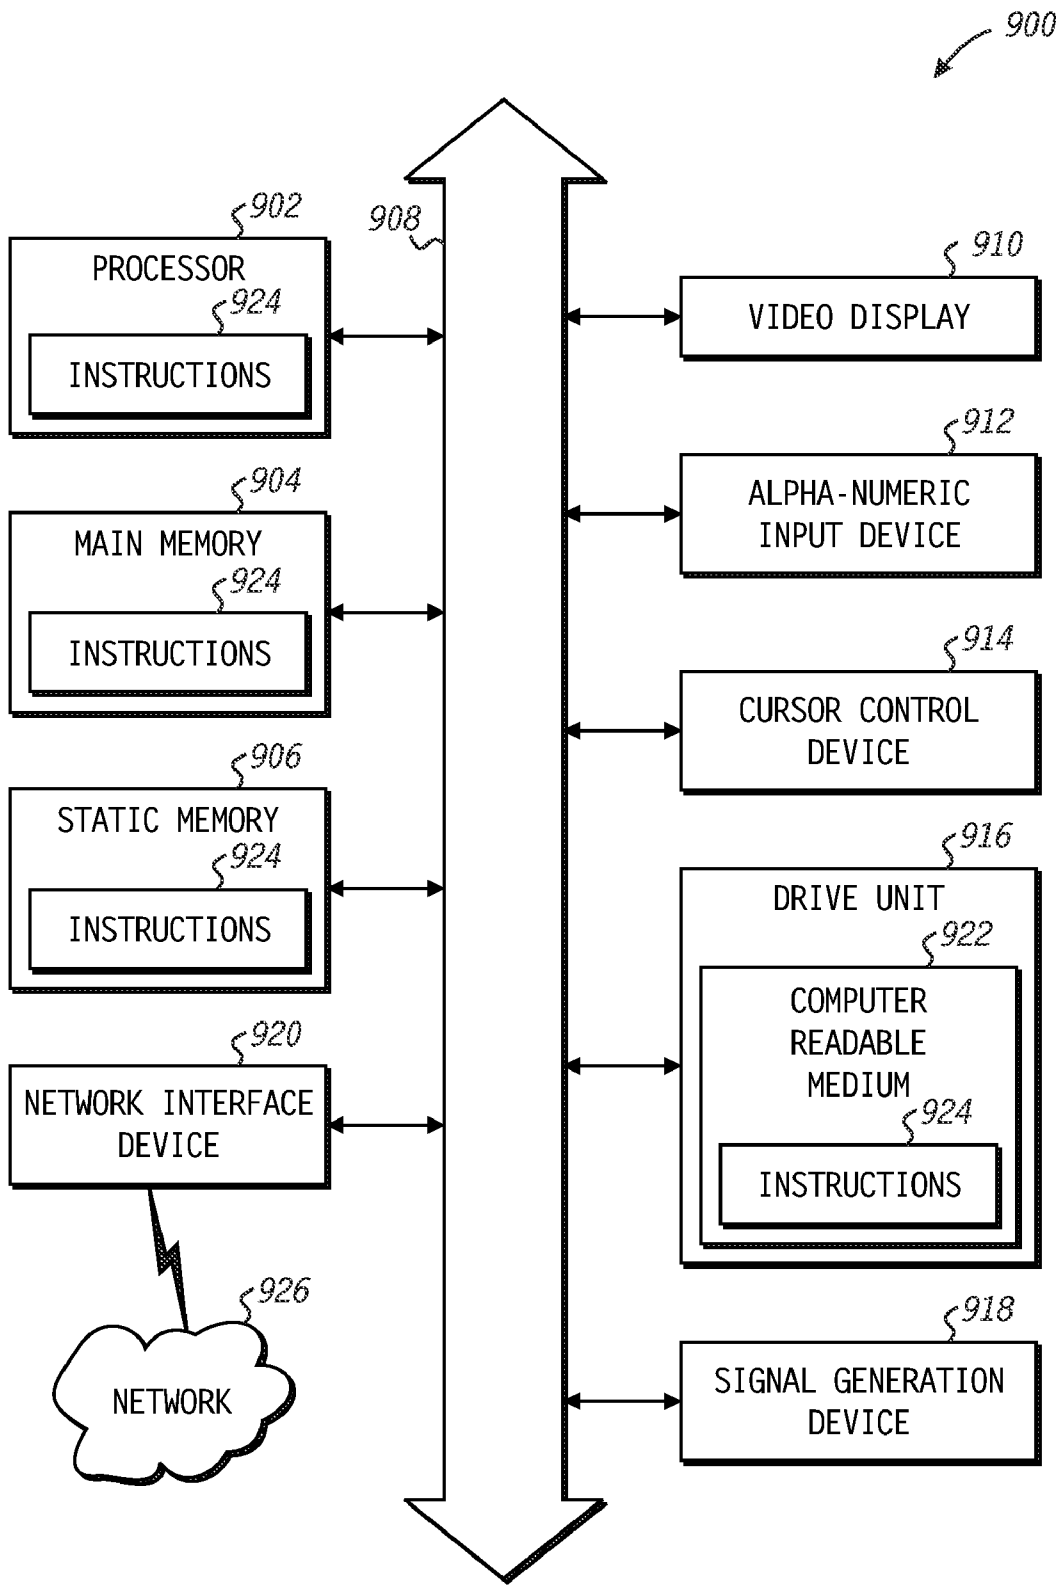 900
902
PROCESSOR
924
INSTRUCTIONS
904
MAIN MEMORY
924
INSTRUCTIONS
906
STATIC MEMORY
924
INSTRUCTIONS
920
NETWORK INTERFACE
DEVICE
926
NETWORK
908
910
VIDEO DISPLAY
912
ALPHA-NUMERIC
INPUT DEVICE
914
CURSOR CONTROL
DEVICE
916
DRIVE UNIT
922
COMPUTER
READABLE
MEDIUM
924
INSTRUCTIONS
918
SIGNAL GENERATION
DEVICE